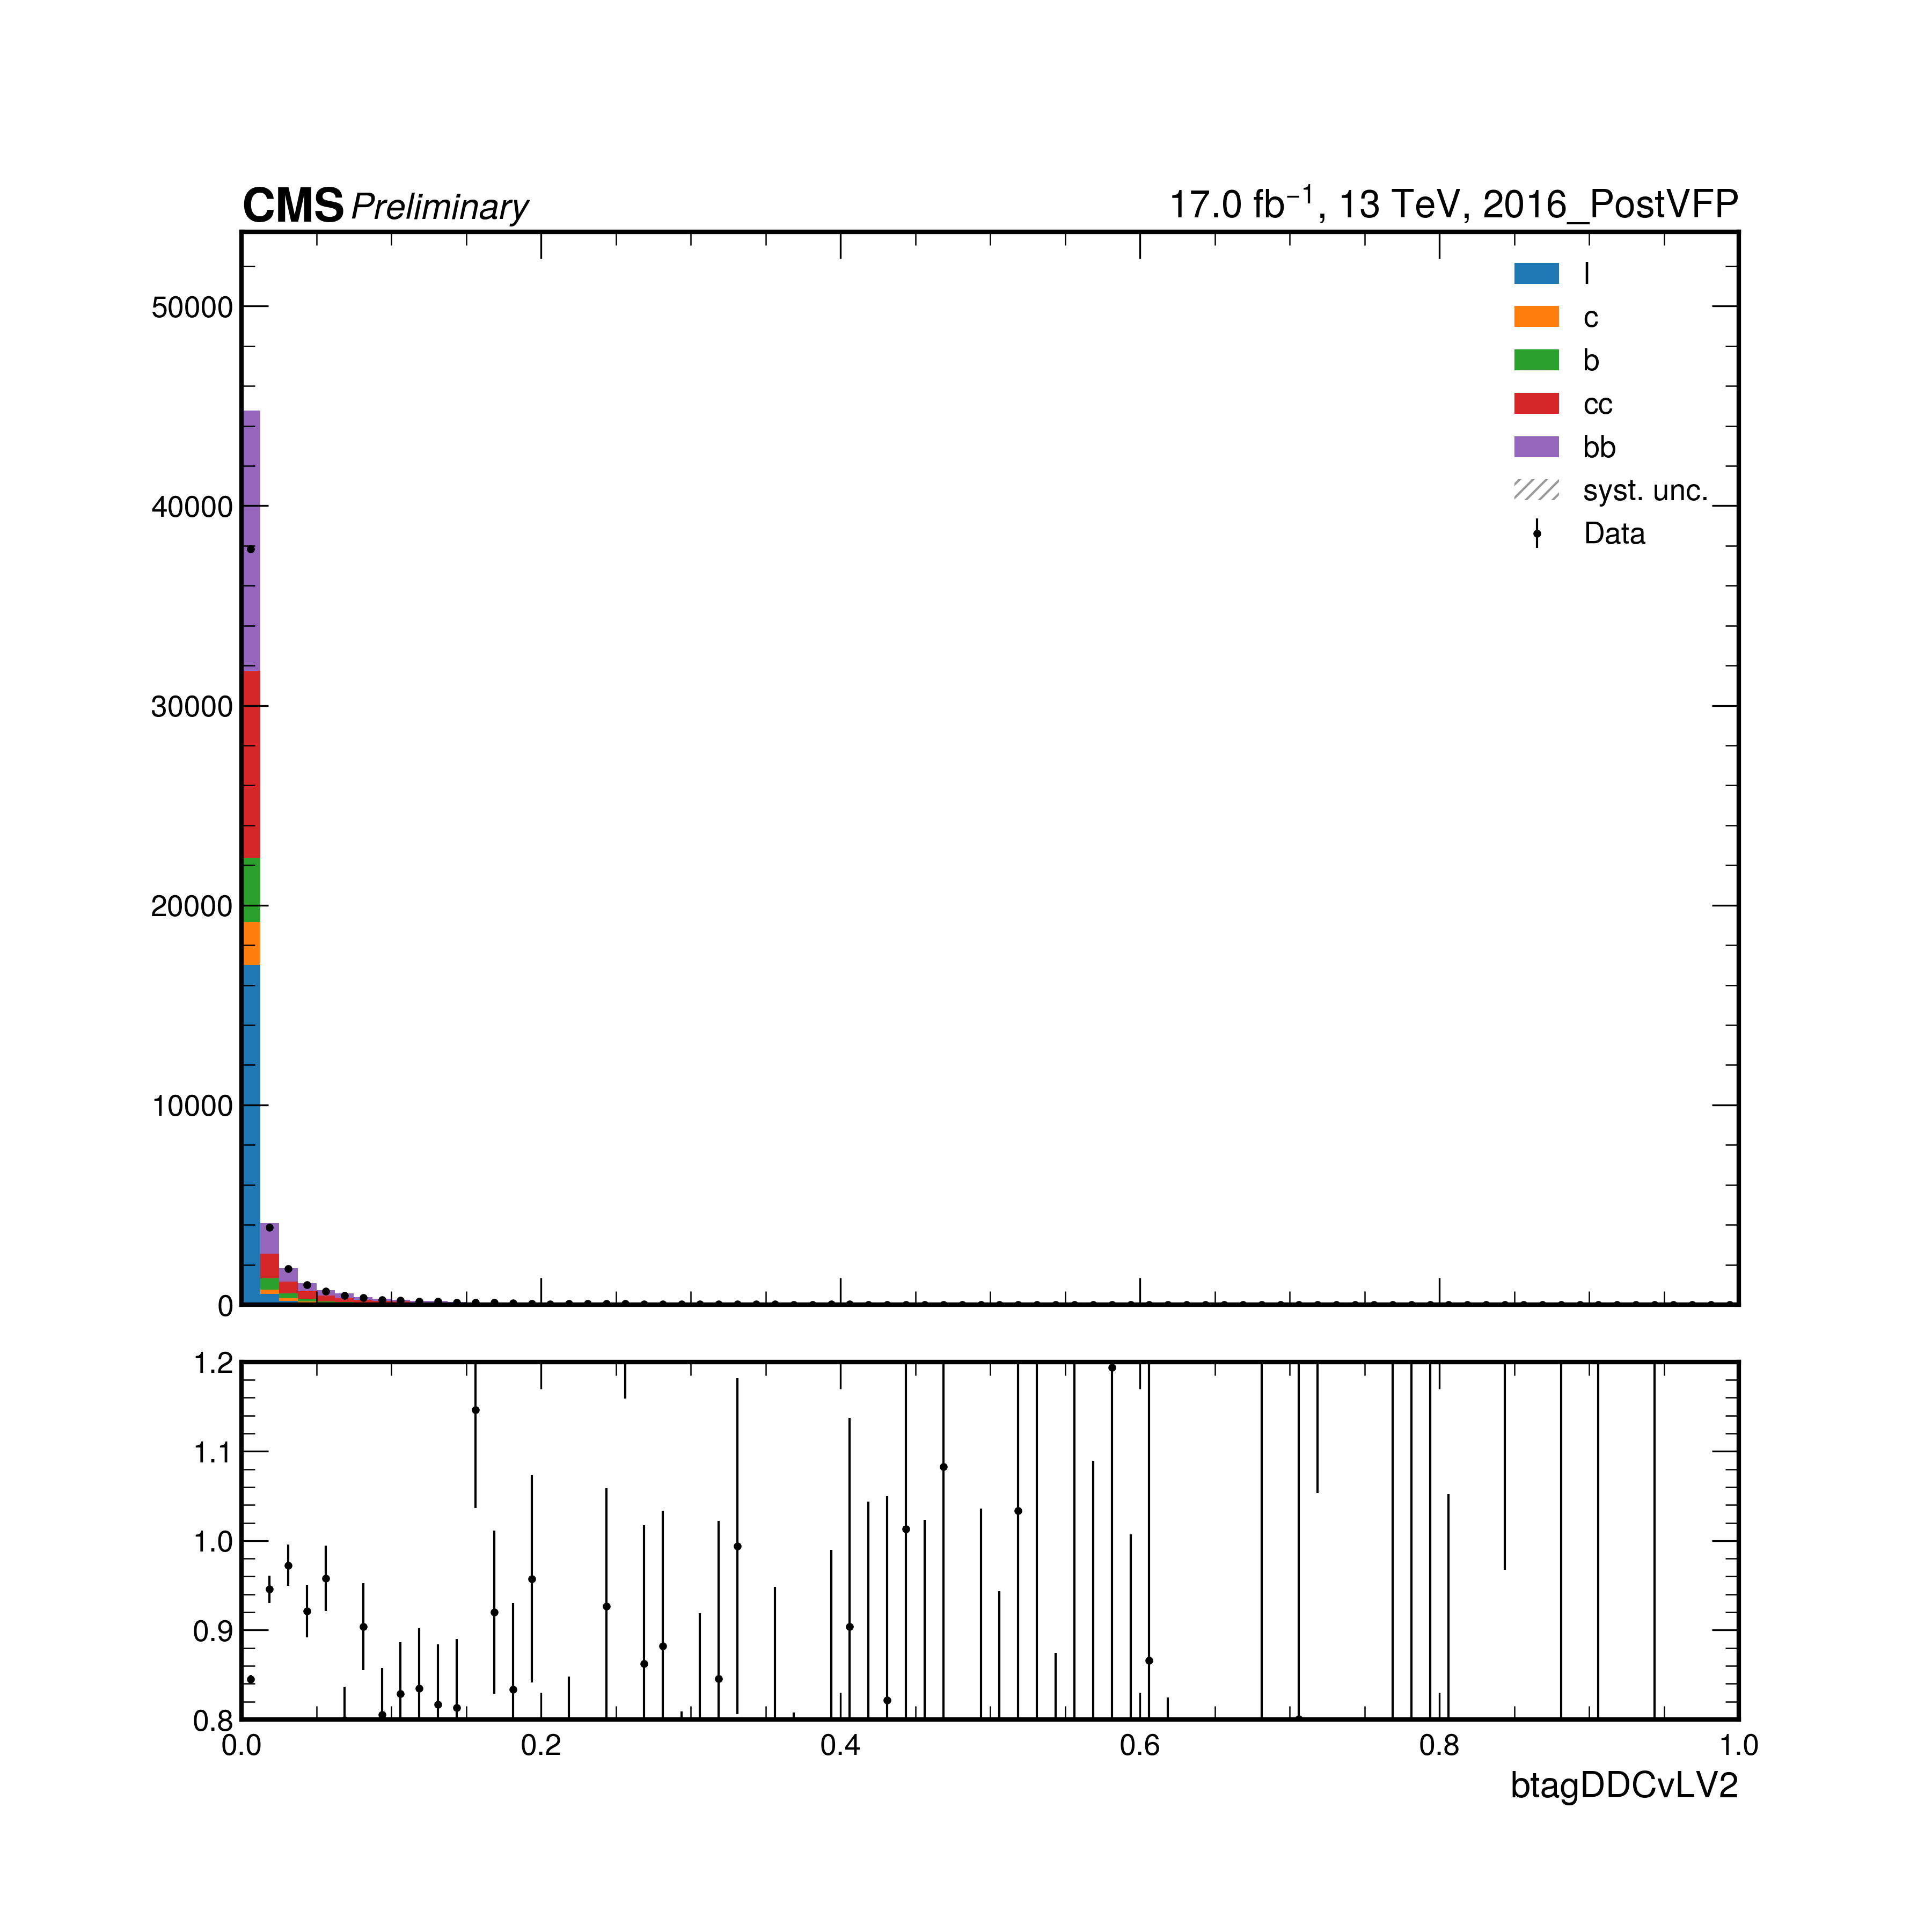 CMS Preliminary
17.0 fb⁻¹, 13 TeV, 2016_PostVFP
50000
40000
30000
20000
10000
0
l
c
b
cc
bb
syst. unc.
Data
1.2
1.1
1.0
0.9
0.8
0.0 0.2 0.4 0.6 0.8 1.0
btagDDCvLV2